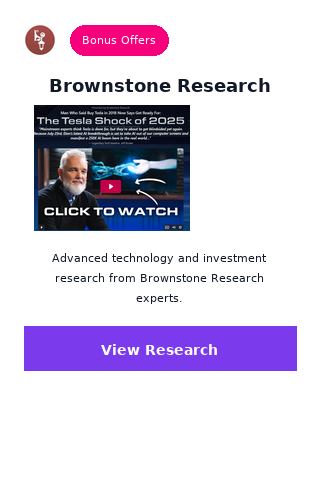 Bonus Offers
Brownstone Research
Man Who Said Buy Tesla in 2018 Now Says Get Ready For:
The Tesla Shock of 2025
"Mainstream experts think Tesla is done for, but they're about to get blindsided yet again.
Because July 23rd, Elon's latest AI breakthrough is set to take AI out of our computer screens and
manifest a 250X AI boom here in the real world..."
CLICK TO WATCH
Advanced technology and investment
research from Brownstone Research
experts.
View Research